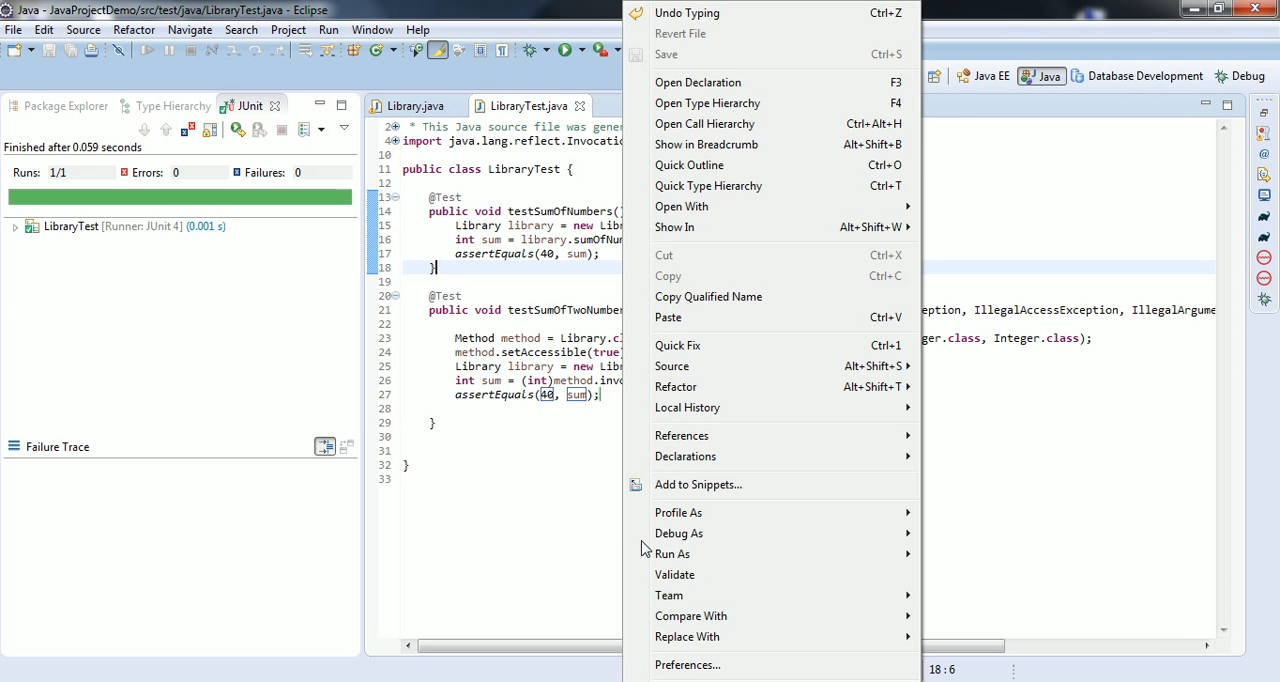 Java - JavaProjectDemo/src/test/java/LibraryTest.java - Eclipse
File Edit Source Refactor Navigate Search Project Run Window Help
Java EE Java Database Development Debug
Package Explorer Type Hierarchy JUnit
Finished after 0.059 seconds
Runs: 1/1 Errors: 0 Failures: 0
LibraryTest [Runner: JUnit 4] (0.001 s)
Failure Trace
Library.java LibraryTest.java
2 * This Java source file was gener
4 import java.lang.reflect.Invocatio
10
11 public class LibraryTest {
12
13 @Test
14 public void testSumOfNumbers()
15 Library library = new Libr
16 int sum = library.sumOfNum
17 assertEquals(40, sum);
18 }
19
20 @Test
21 public void testSumOfTwoNumber eption, IllegalAccessException, IllegalArgume
22
23 Method method = Library.cl ger.class, Integer.class);
24 method.setAccessible(true)
25 Library library = new Libr
26 int sum = (int)method.invo
27 assertEquals(40, sum);
28
29 }
30
31
32 }
33
Undo Typing Ctrl+Z
Revert File
Save Ctrl+S
Open Declaration F3
Open Type Hierarchy F4
Open Call Hierarchy Ctrl+Alt+H
Show in Breadcrumb Alt+Shift+B
Quick Outline Ctrl+O
Quick Type Hierarchy Ctrl+T
Open With
Show In Alt+Shift+W
Cut Ctrl+X
Copy Ctrl+C
Copy Qualified Name
Paste Ctrl+V
Quick Fix Ctrl+1
Source Alt+Shift+S
Refactor Alt+Shift+T
Local History
References
Declarations
Add to Snippets...
Profile As
Debug As
Run As
Validate
Team
Compare With
Replace With
Preferences...
18 : 6